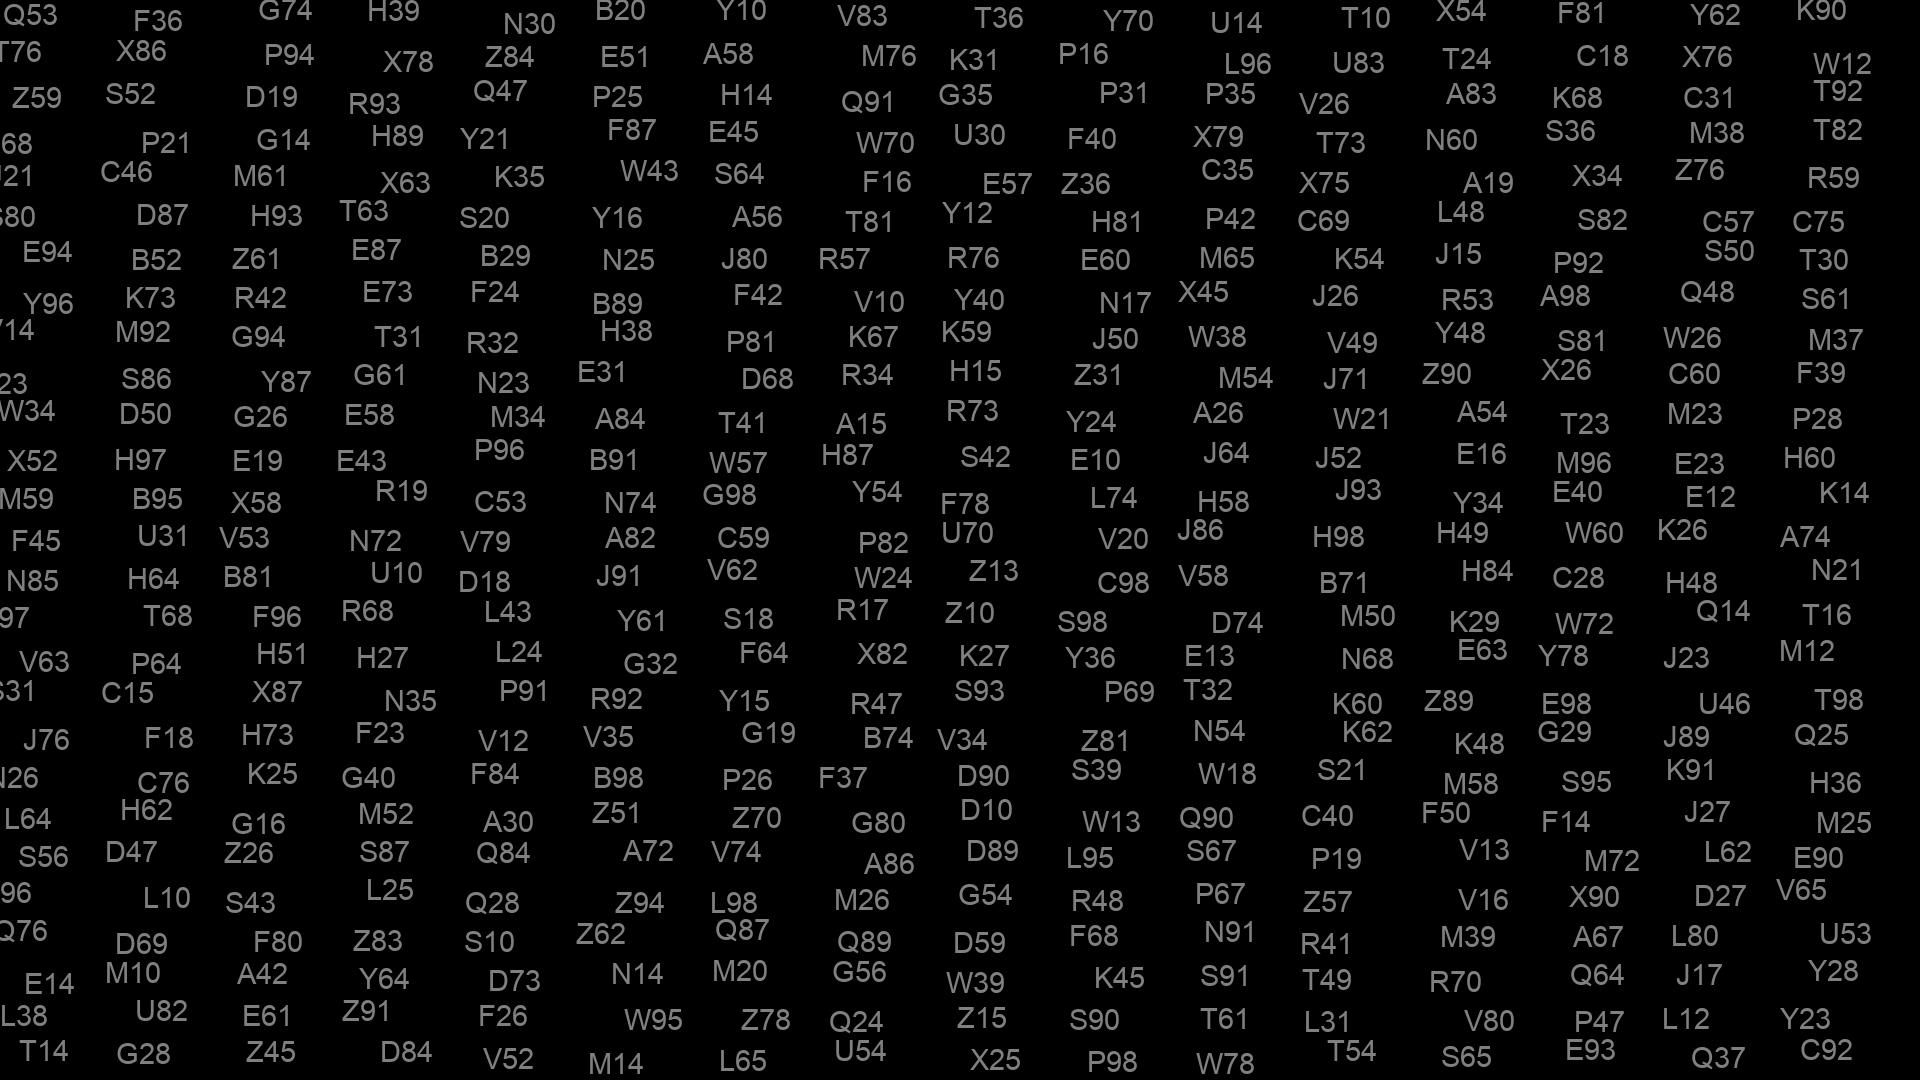 Q53 F36 G74 H39 N30 B20 Y10 V83 T36 Y70 U14 T10 X54 F81 Y62 K90
T76 X86 P94 X78 Z84 E51 A58 M76 K31 P16 L96 U83 T24 C18 X76 W12
Z59 S52 D19 R93 Q47 P25 H14 Q91 G35 P31 P35 V26 A83 K68 C31 T92
68 P21 G14 H89 Y21 F87 E45 W70 U30 F40 X79 T73 N60 S36 M38 T82
21 C46 M61 X63 K35 W43 S64 F16 E57 Z36 C35 X75 A19 X34 Z76 R59
S80 D87 H93 T63 S20 Y16 A56 T81 Y12 H81 P42 C69 L48 S82 C57 C75
E94 B52 Z61 E87 B29 N25 J80 R57 R76 E60 M65 K54 J15 P92 S50 T30
Y96 K73 R42 E73 F24 B89 F42 V10 Y40 N17 X45 J26 R53 A98 Q48 S61
14 M92 G94 T31 R32 H38 P81 K67 K59 J50 W38 V49 Y48 S81 W26 M37
23 S86 Y87 G61 N23 E31 D68 R34 H15 Z31 M54 J71 Z90 X26 C60 F39
W34 D50 G26 E58 M34 A84 T41 A15 R73 Y24 A26 W21 A54 T23 M23 P28
X52 H97 E19 E43 P96 B91 W57 H87 S42 E10 J64 J52 E16 M96 E23 H60
M59 B95 X58 R19 C53 N74 G98 Y54 F78 L74 H58 J93 Y34 E40 E12 K14
F45 U31 V53 N72 V79 A82 C59 P82 U70 V20 J86 H98 H49 W60 K26 A74
N85 H64 B81 U10 D18 J91 V62 W24 Z13 C98 V58 B71 H84 C28 H48 N21
97 T68 F96 R68 L43 Y61 S18 R17 Z10 S98 D74 M50 K29 W72 Q14 T16
V63 P64 H51 H27 L24 G32 F64 X82 K27 Y36 E13 N68 E63 Y78 J23 M12
S31 C15 X87 N35 P91 R92 Y15 R47 S93 P69 T32 K60 Z89 E98 U46 T98
J76 F18 H73 F23 V12 V35 G19 B74 V34 Z81 N54 K62 K48 G29 J89 Q25
N26 C76 K25 G40 F84 B98 P26 F37 D90 S39 W18 S21 M58 S95 K91 H36
L64 H62 G16 M52 A30 Z51 Z70 G80 D10 W13 Q90 C40 F50 F14 J27 M25
S56 D47 Z26 S87 Q84 A72 V74 A86 D89 L95 S67 P19 V13 M72 L62 E90
96 L10 S43 L25 Q28 Z94 L98 M26 G54 R48 P67 Z57 V16 X90 D27 V65
Q76 D69 F80 Z83 S10 Z62 Q87 Q89 D59 F68 N91 R41 M39 A67 L80 U53
E14 M10 A42 Y64 D73 N14 M20 G56 W39 K45 S91 T49 R70 Q64 J17 Y28
L38 U82 E61 Z91 F26 W95 Z78 Q24 Z15 S90 T61 L31 V80 P47 L12 Y23
T14 G28 Z45 D84 V52 M14 L65 U54 X25 P98 W78 T54 S65 E93 Q37 C92